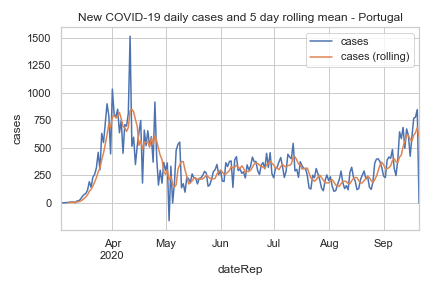 New COVID-19 daily cases and 5 day rolling mean - Portugal
cases
cases (rolling)
cases
1500
1250
1000
750
500
250
0
Apr
2020
May
Jun
Jul
Aug
Sep
dateRep